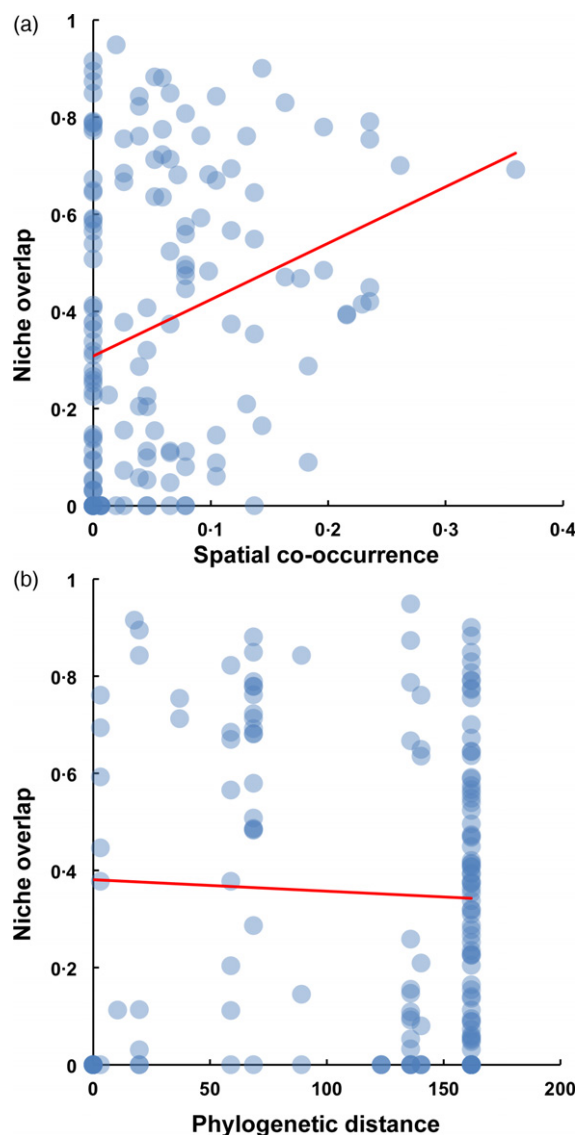 (a)
1
0·8
0·6
0·4
0·2
0
Niche overlap
0 0·1 0·2 0·3 0·4
Spatial co-occurrence
(b)
1
0·8
0·6
0·4
0·2
0
Niche overlap
0 50 100 150 200
Phylogenetic distance